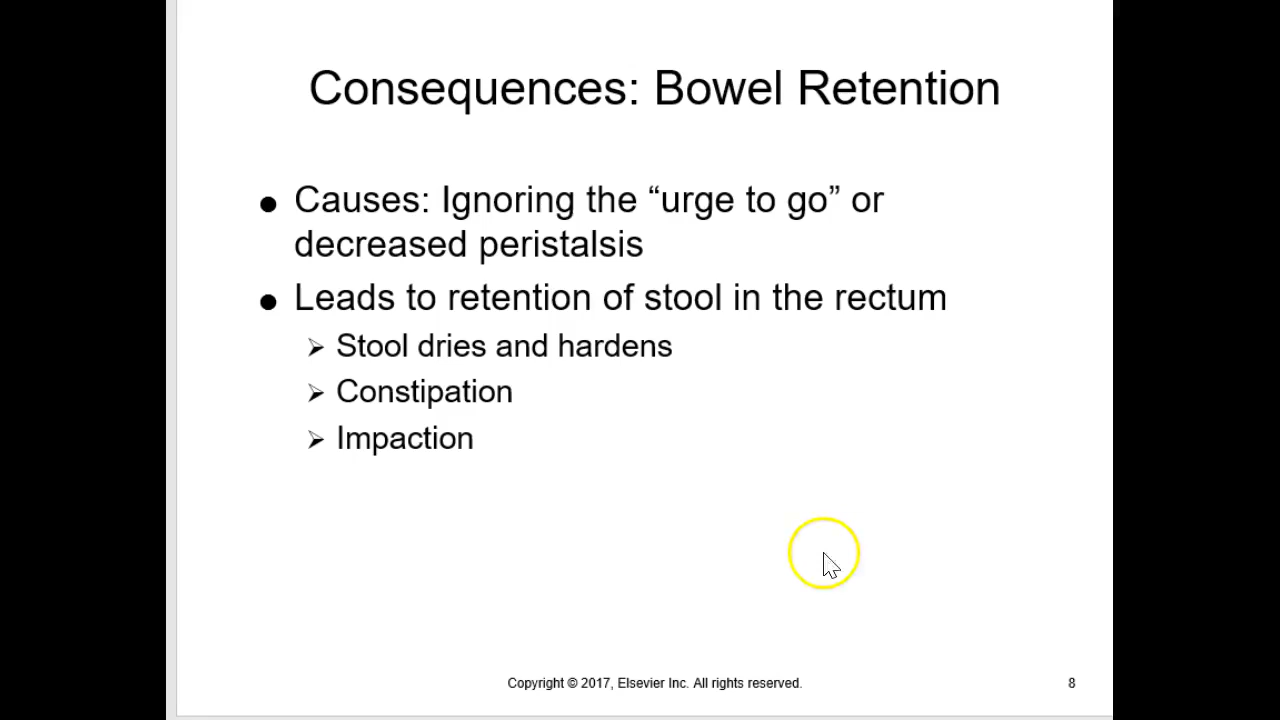 Consequences: Bowel Retention
● Causes: Ignoring the “urge to go” or
decreased peristalsis
● Leads to retention of stool in the rectum
➢ Stool dries and hardens
➢ Constipation
➢ Impaction
Copyright © 2017, Elsevier Inc. All rights reserved.
8